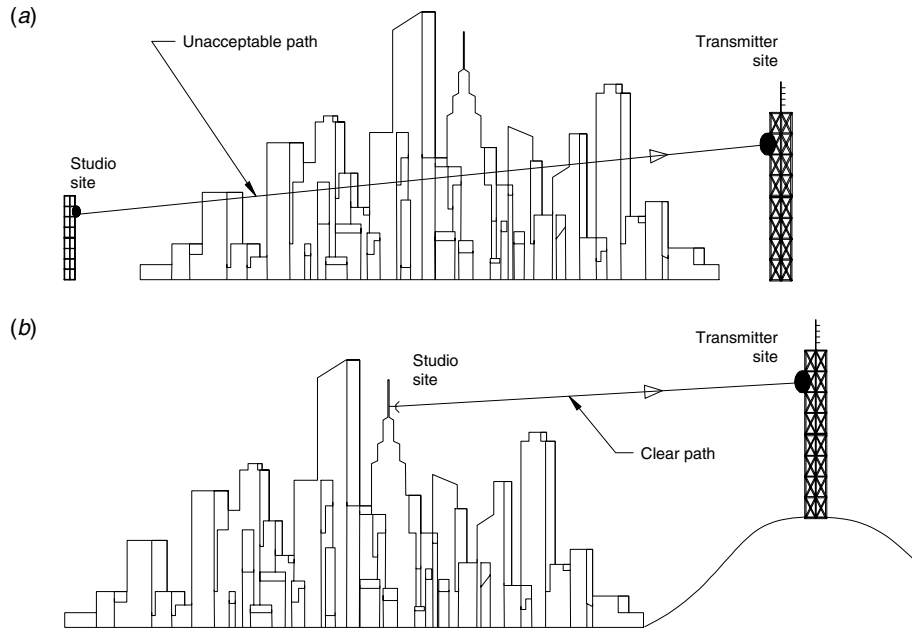 (a)
Unacceptable path
Transmitter
site
Studio
site
(b)
Studio
site
Transmitter
site
Clear path